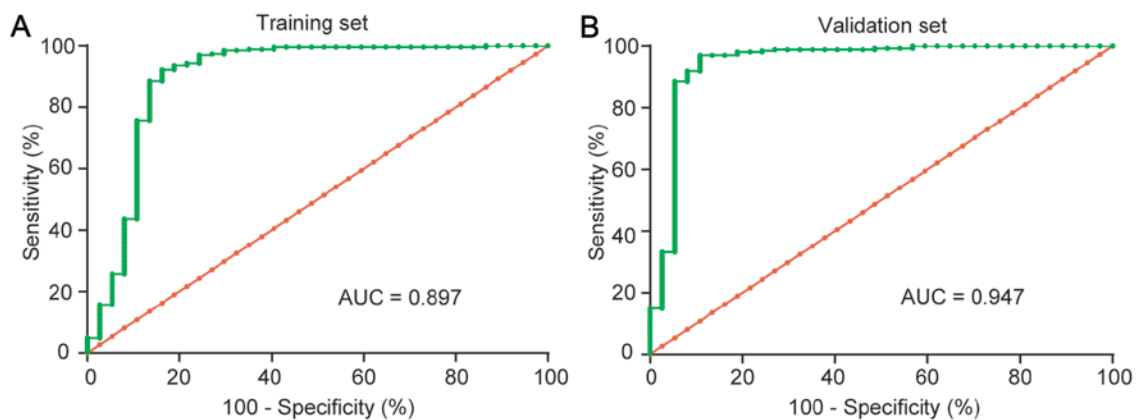 A
Training set
Sensitivity (%)
100
80
60
40
20
0
AUC = 0.897
0 20 40 60 80 100
100 - Specificity (%)
B
Validation set
Sensitivity (%)
100
80
60
40
20
0
AUC = 0.947
0 20 40 60 80 100
100 - Specificity (%)